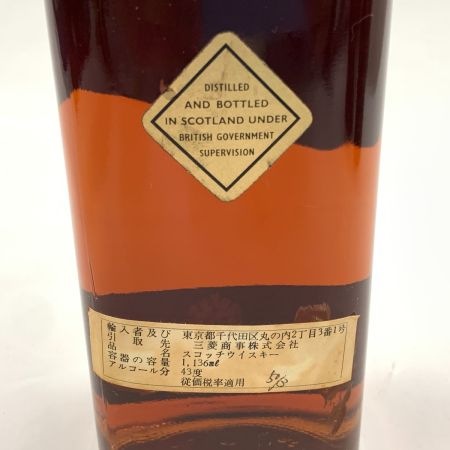 DISTILLED
AND BOTTLED
IN SCOTLAND UNDER
BRITISH GOVERNMENT
SUPERVISION
輸入者及び 東京都千代田区丸の内2丁目3番1号
引取先 三菱商事株式会社
品名 スコッチウイスキー
容器の容量 1,136ml
アルコール分 43度
従価税率適用